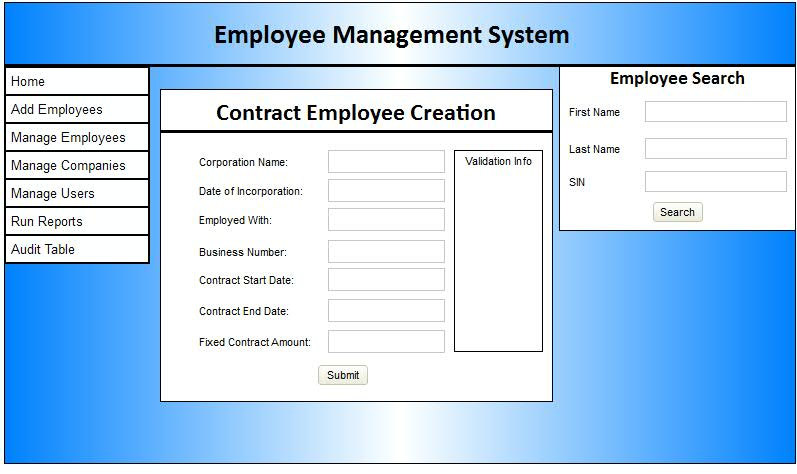 Employee Management System
Home
Add Employees
Manage Employees
Manage Companies
Manage Users
Run Reports
Audit Table
Contract Employee Creation
Corporation Name:
Date of Incorporation:
Employed With:
Business Number:
Contract Start Date:
Contract End Date:
Fixed Contract Amount:
Submit
Validation Info
Employee Search
First Name
Last Name
SIN
Search